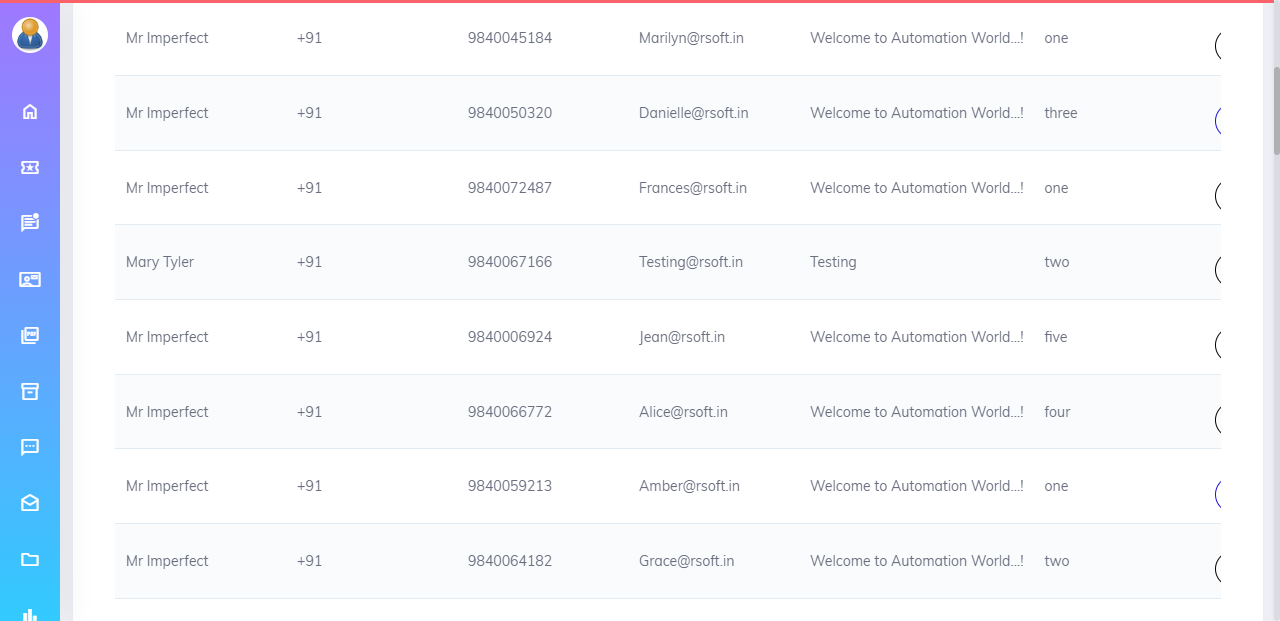 Mr Imperfect +91 9840045184 Marilyn@rsoft.in Welcome to Automation World...! one
Mr Imperfect +91 9840050320 Danielle@rsoft.in Welcome to Automation World...! three
Mr Imperfect +91 9840072487 Frances@rsoft.in Welcome to Automation World...! one
Mary Tyler +91 9840067166 Testing@rsoft.in Testing two
Mr Imperfect +91 9840006924 Jean@rsoft.in Welcome to Automation World...! five
Mr Imperfect +91 9840066772 Alice@rsoft.in Welcome to Automation World...! four
Mr Imperfect +91 9840059213 Amber@rsoft.in Welcome to Automation World...! one
Mr Imperfect +91 9840064182 Grace@rsoft.in Welcome to Automation World...! two